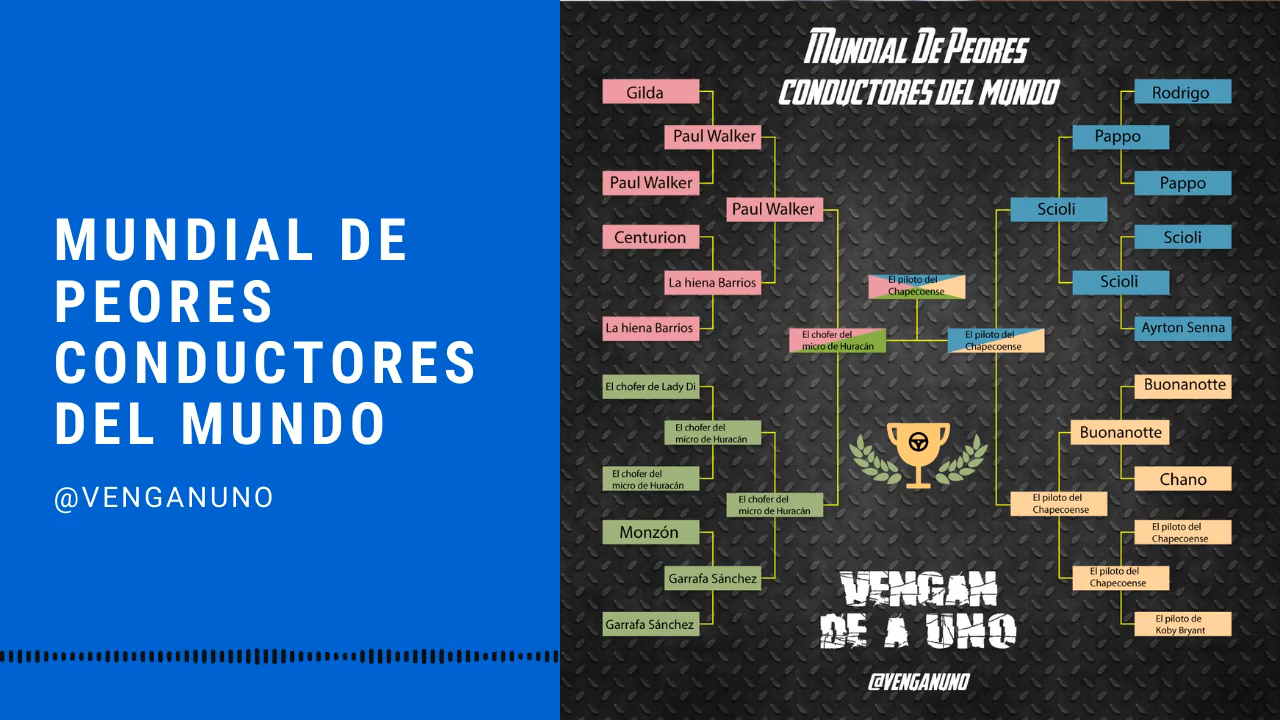 MUNDIAL DE
PEORES
CONDUCTORES
DEL MUNDO
@VENGANUNO
MUNDIAL DE PEORES
CONDUCTORES DEL MUNDO
Gilda
Paul Walker
Paul Walker
Paul Walker
Centurion
La hiena Barrios
La hiena Barrios
El chofer de Lady Di
El chofer del
micro de Huracán
El chofer del
micro de Huracán
El chofer del
micro de Huracán
Monzón
Garrafa Sánchez
Garrafa Sánchez
El chofer del
micro de Huracán
El piloto del
Chapecoense
El piloto del
Chapecoense
Rodrigo
Pappo
Pappo
Scioli
Scioli
Scioli
Ayrton Senna
Buonanotte
Buonanotte
Chano
El piloto del
Chapecoense
El piloto del
Chapecoense
El piloto del
Chapecoense
El piloto de
Koby Bryant
VENGAN
DE A UNO
@VENGANUNO